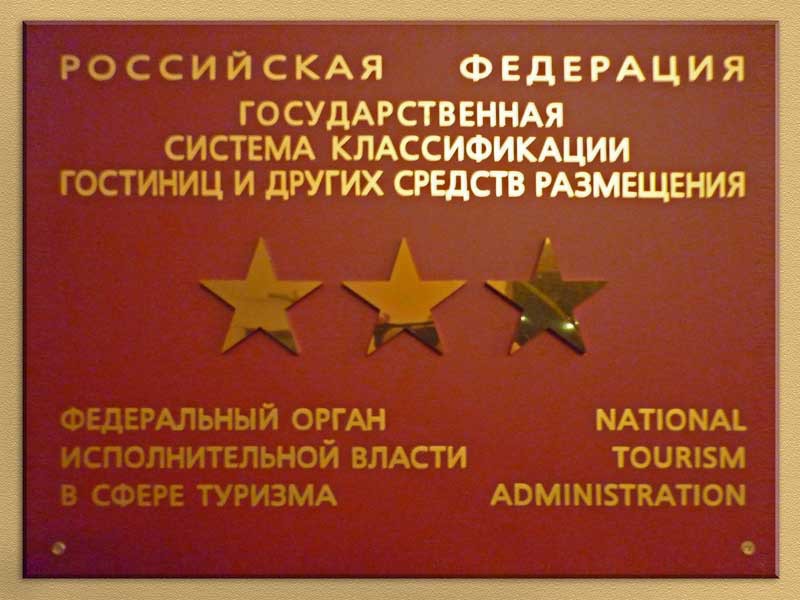 РОССИЙСКАЯ ФЕДЕРАЦИЯ
ГОСУДАРСТВЕННАЯ
СИСТЕМА КЛАССИФИКАЦИИ
ГОСТИНИЦ И ДРУГИХ СРЕДСТВ РАЗМЕЩЕНИЯ
ФЕДЕРАЛЬНЫЙ ОРГАН
ИСПОЛНИТЕЛЬНОЙ ВЛАСТИ
В СФЕРЕ ТУРИЗМА
NATIONAL
TOURISM
ADMINISTRATION